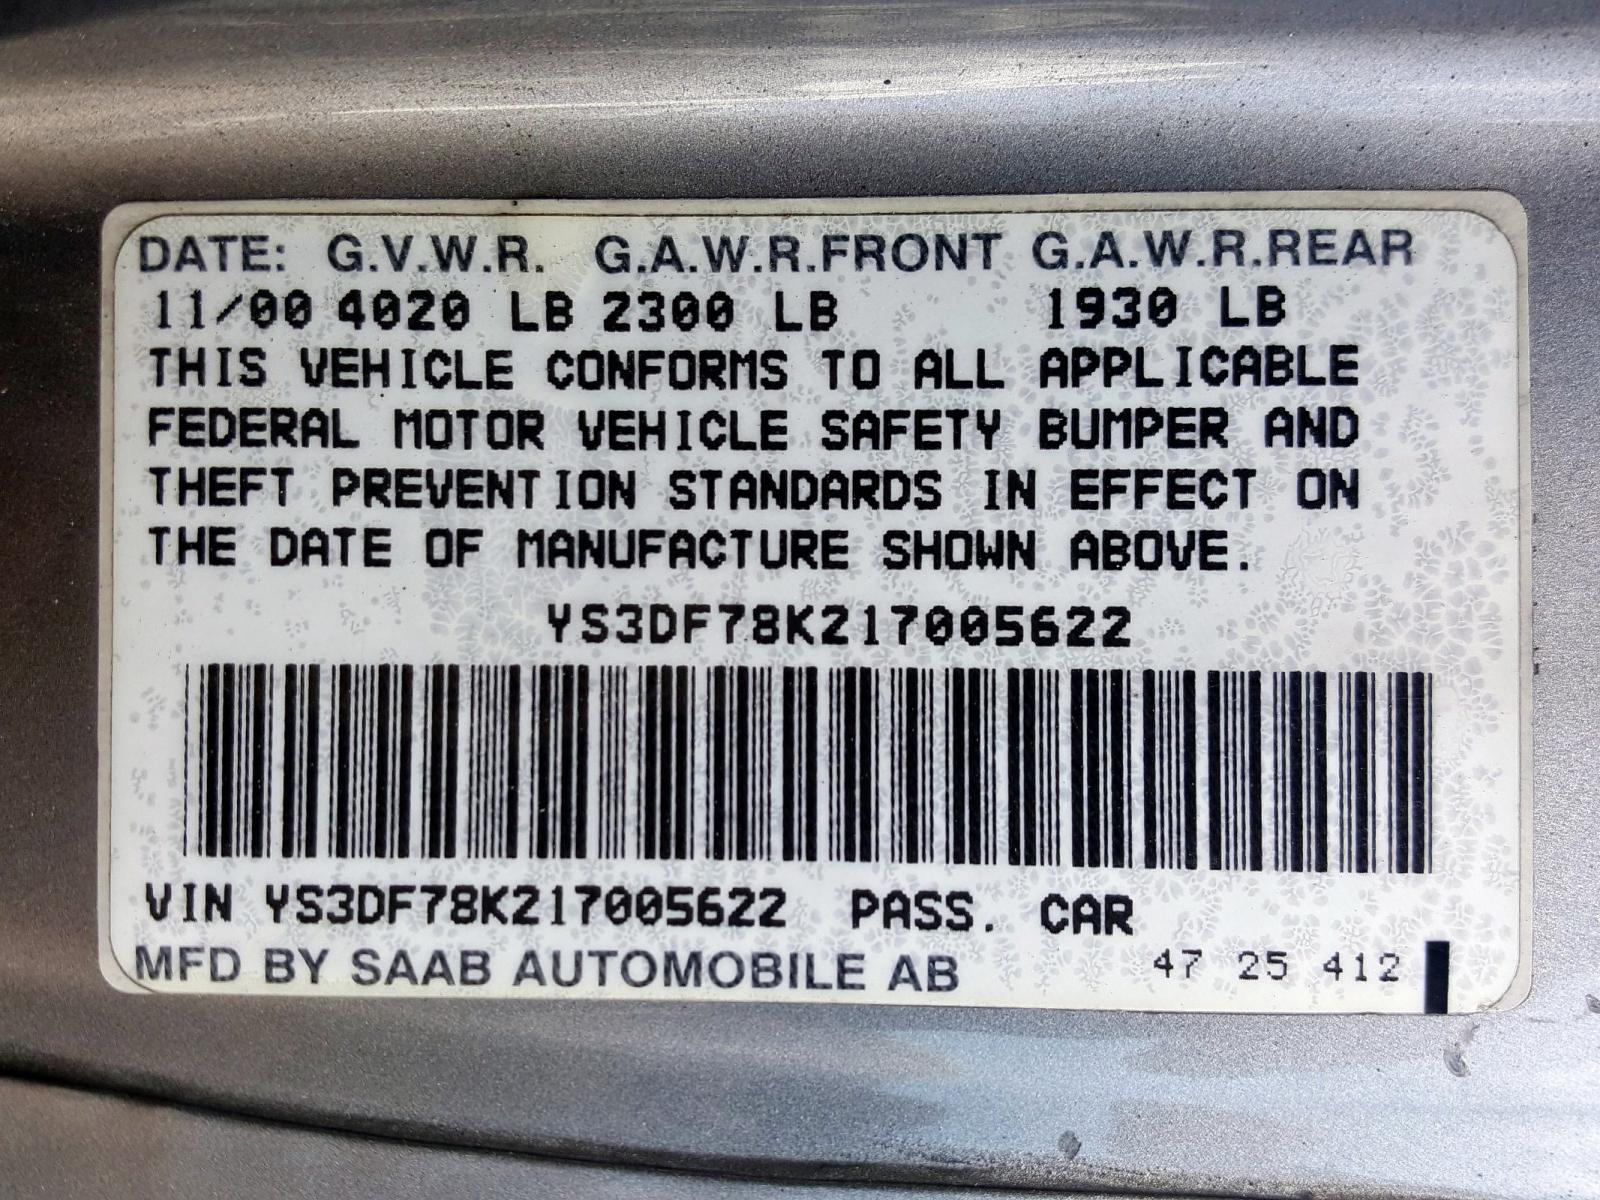 DATE: G.V.W.R. G.A.W.R.FRONT G.A.W.R.REAR
11/00 4020 LB 2300 LB 1930 LB
THIS VEHICLE CONFORMS TO ALL APPLICABLE
FEDERAL MOTOR VEHICLE SAFETY BUMPER AND
THEFT PREVENTION STANDARDS IN EFFECT ON
THE DATE OF MANUFACTURE SHOWN ABOVE.
YS3DF78K217005622
VIN YS3DF78K217005622 PASS. CAR
MFD BY SAAB AUTOMOBILE AB 47 25 412